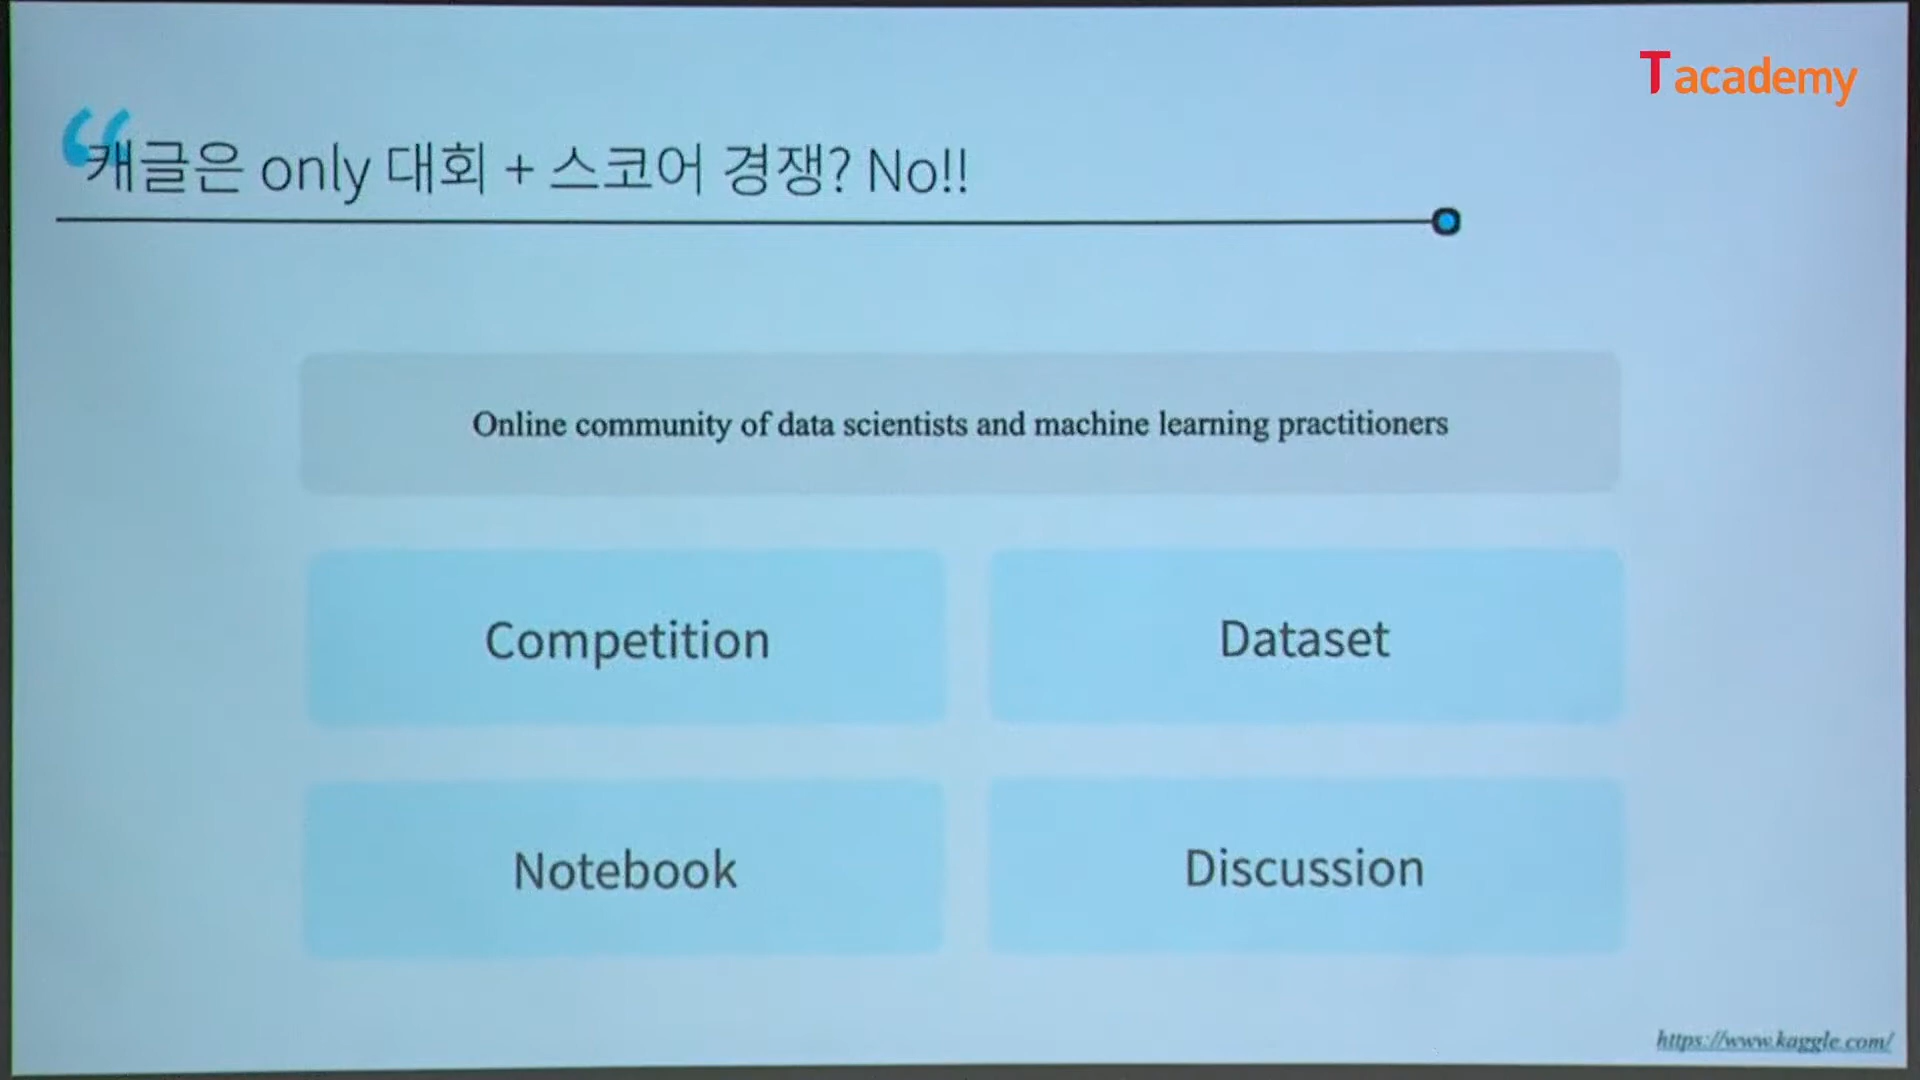 T academy
캐글은 only 대회 + 스코어 경쟁? No!!
Online community of data scientists and machine learning practitioners
Competition
Dataset
Notebook
Discussion
https://www.kaggle.com/